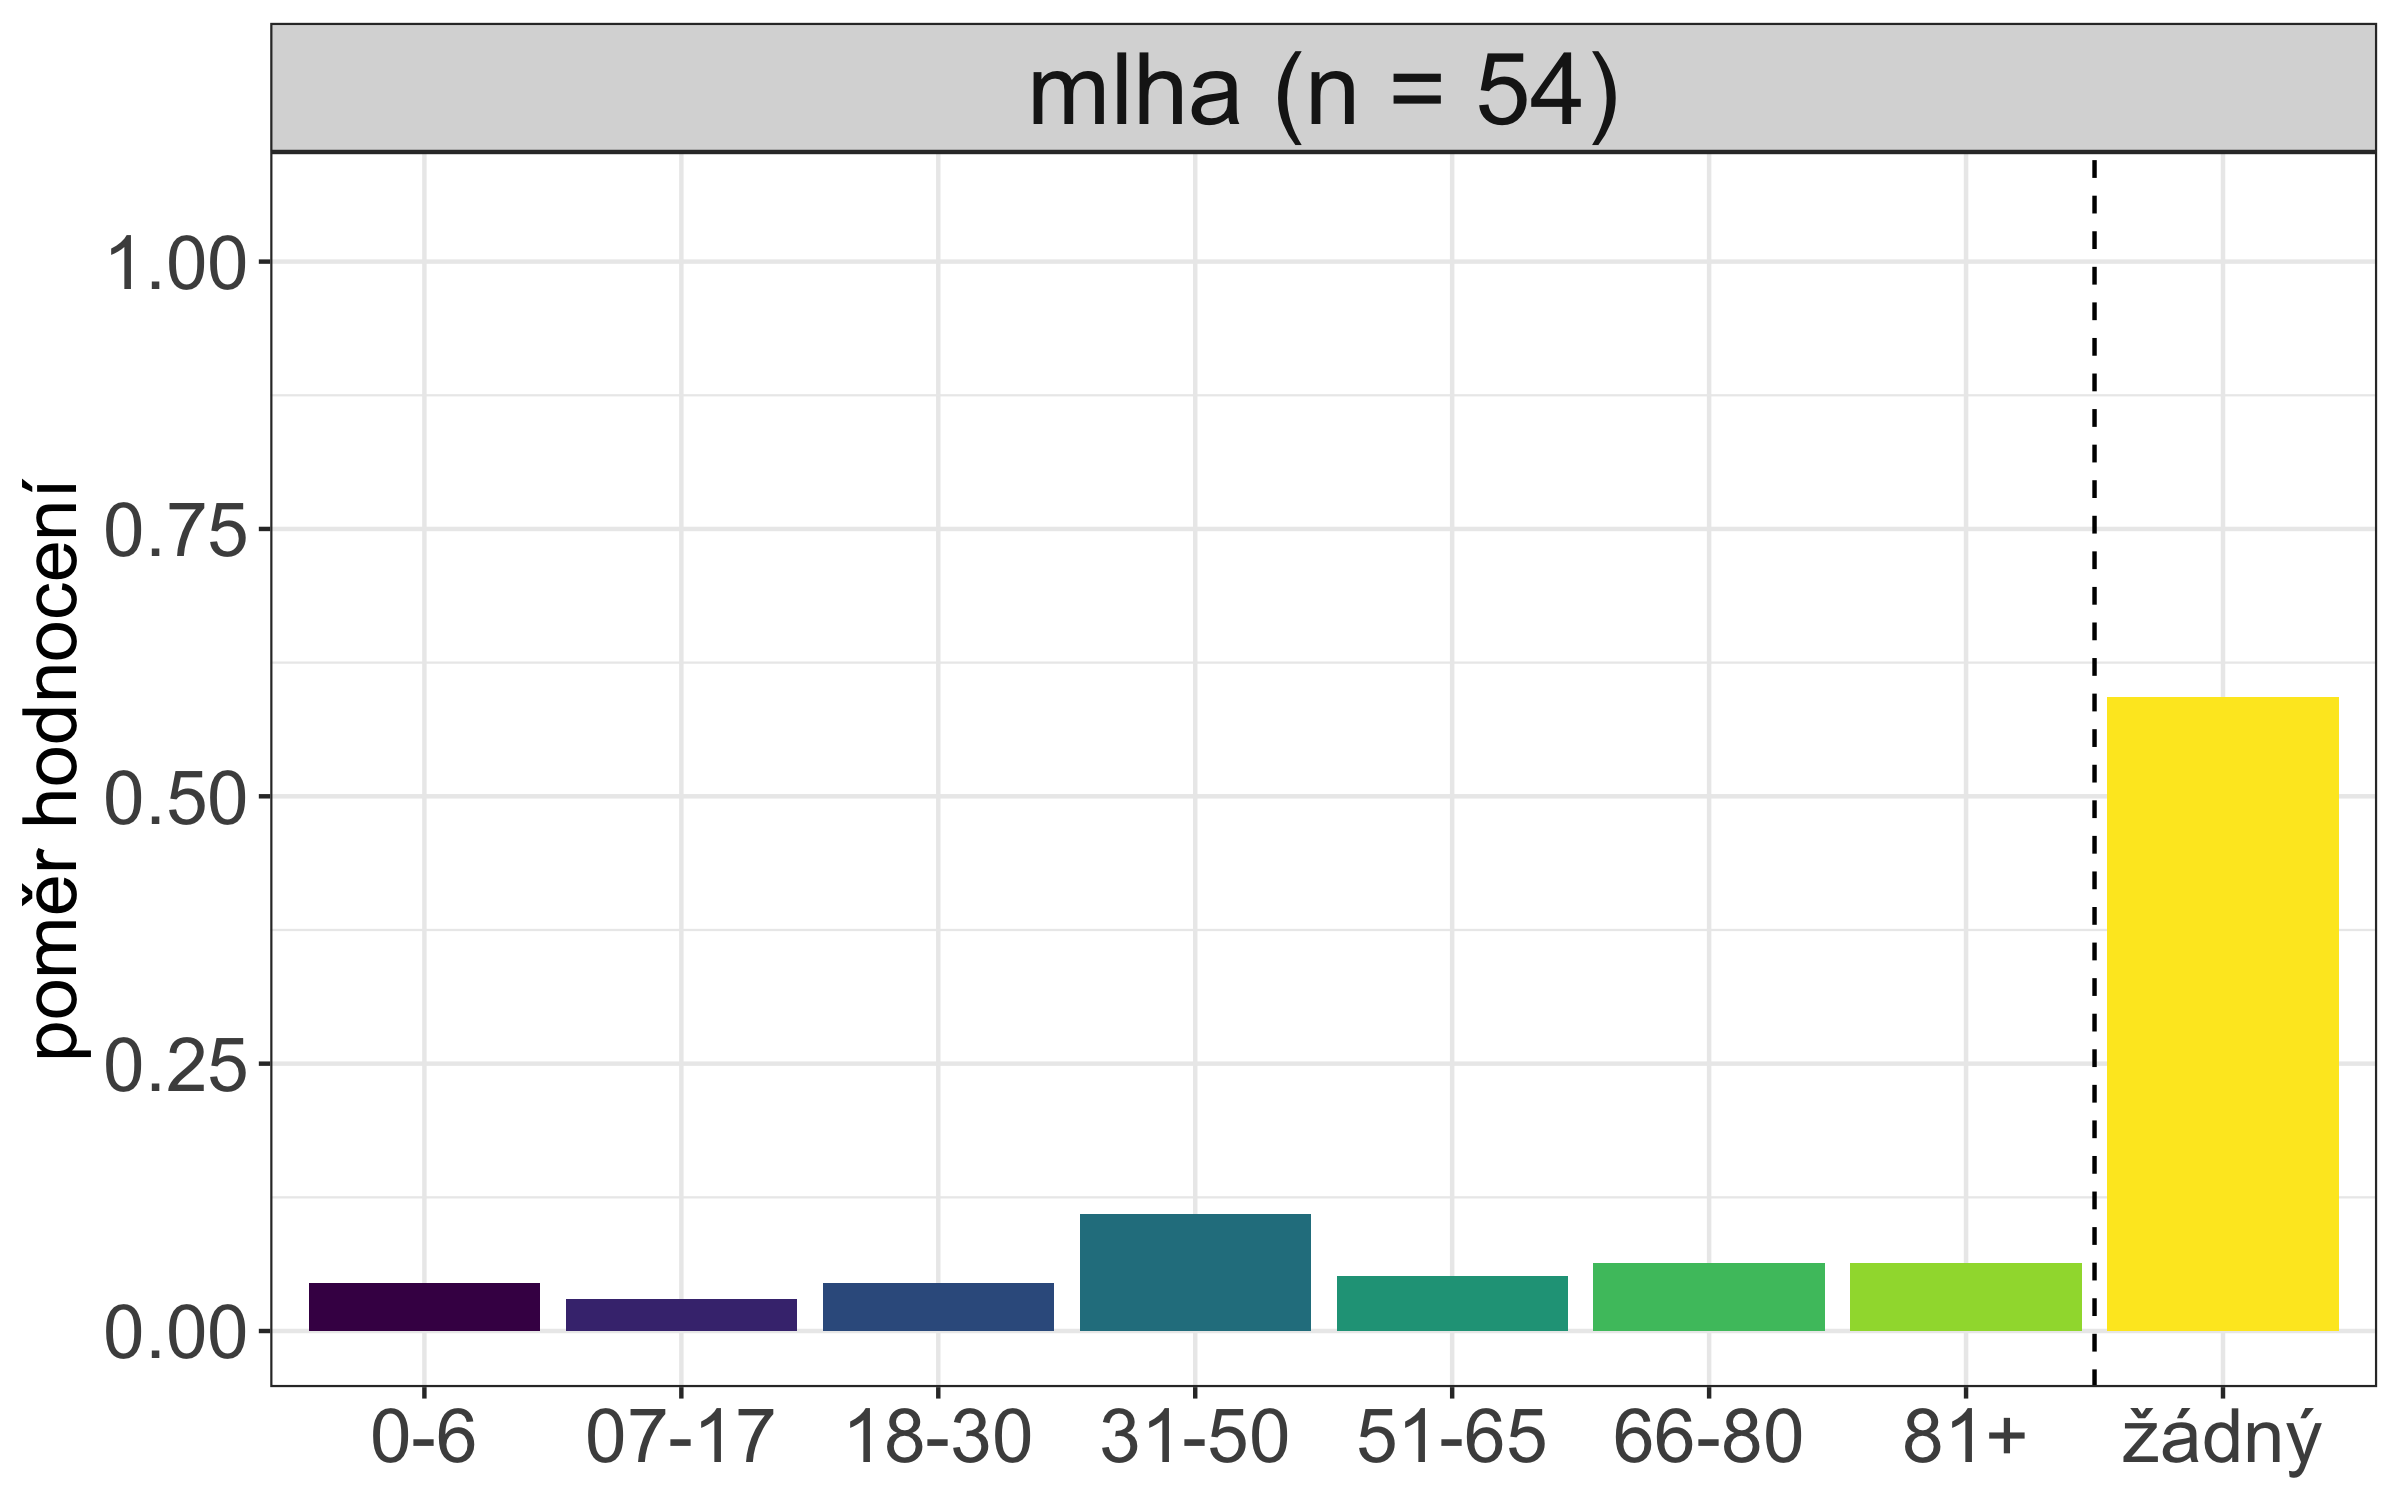 mlha (n = 54)
poměr hodnocení
1.00
0.75
0.50
0.25
0.00
0-6 07-17 18-30 31-50 51-65 66-80 81+ žádný